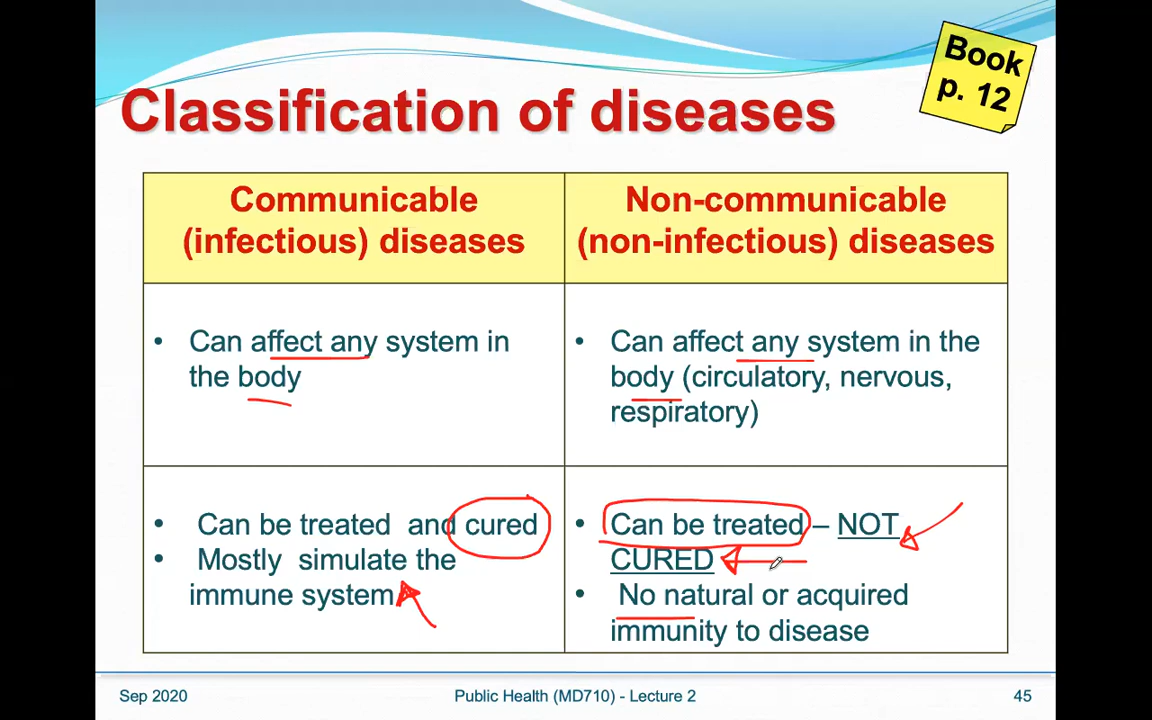 Book
p. 12
Classification of diseases
Communicable
(infectious) diseases
Non-communicable
(non-infectious) diseases
• Can affect any system in
the body
• Can affect any system in the
body (circulatory, nervous,
respiratory)
• Can be treated and cured
• Mostly simulate the
immune system
• Can be treated – NOT
CURED
• No natural or acquired
immunity to disease
Sep 2020
Public Health (MD710) - Lecture 2
45